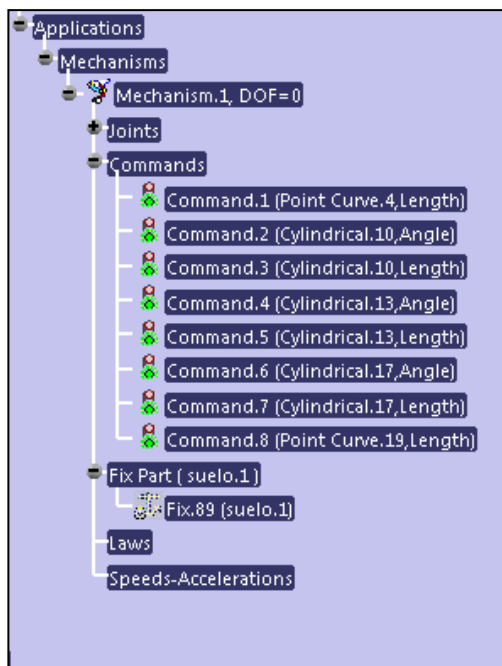 Applications
Mechanisms
Mechanism.1, DOF=0
Joints
Commands
Command.1 (Point Curve.4,Length)
Command.2 (Cylindrical.10,Angle)
Command.3 (Cylindrical.10,Length)
Command.4 (Cylindrical.13,Angle)
Command.5 (Cylindrical.13,Length)
Command.6 (Cylindrical.17,Angle)
Command.7 (Cylindrical.17,Length)
Command.8 (Point Curve.19,Length)
Fix Part ( suelo.1 )
Fix.89 (suelo.1)
Laws
Speeds-Accelerations